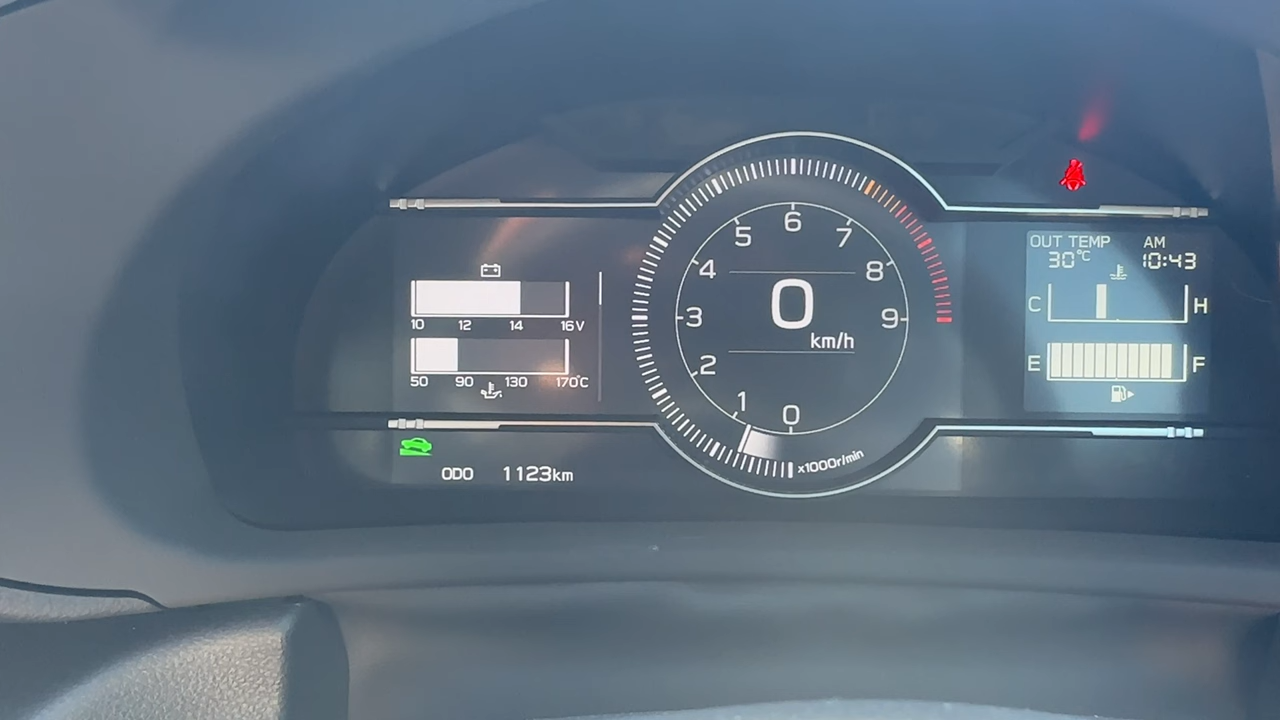 10 12 14 16V
50 90 130 170°C
ODO 1123km
0 1 2 3 4 5 6 7 8 9
0
km/h
x1000r/min
OUT TEMP AM
30°C 10:43
C H
E F